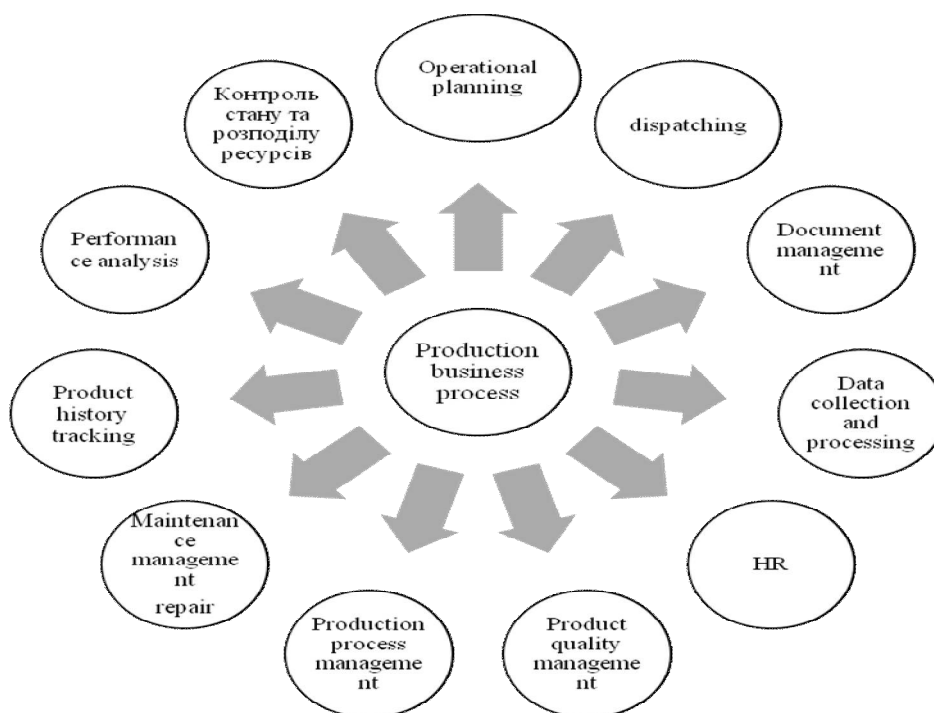 Operational
planning
dispatching
Document
manageme
nt
Data
collection
and
processing
HR
Product
quality
manageme
nt
Production
process
manageme
nt
Maintenan
ce
manageme
nt
repair
Product
history
tracking
Performan
ce analysis
Контроль
стану та
розподілу
ресурсів
Production
business
process